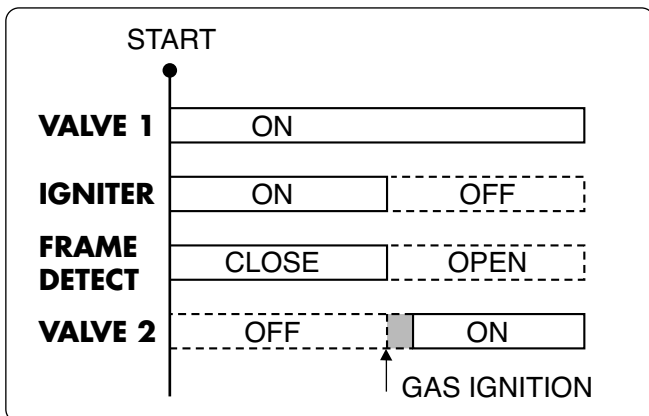 START
VALVE 1 ON
IGNITER ON OFF
FRAME
DETECT CLOSE OPEN
VALVE 2 OFF ON
GAS IGNITION